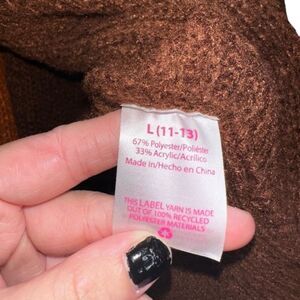 L (11-13)
67% Polyester/Poliéster
33% Acrylic/Acrílico
Made In/Hecho en China
THIS LABEL YARN IS MADE
OUT OF 100% RECYCLED
POLYESTER MATERIALS